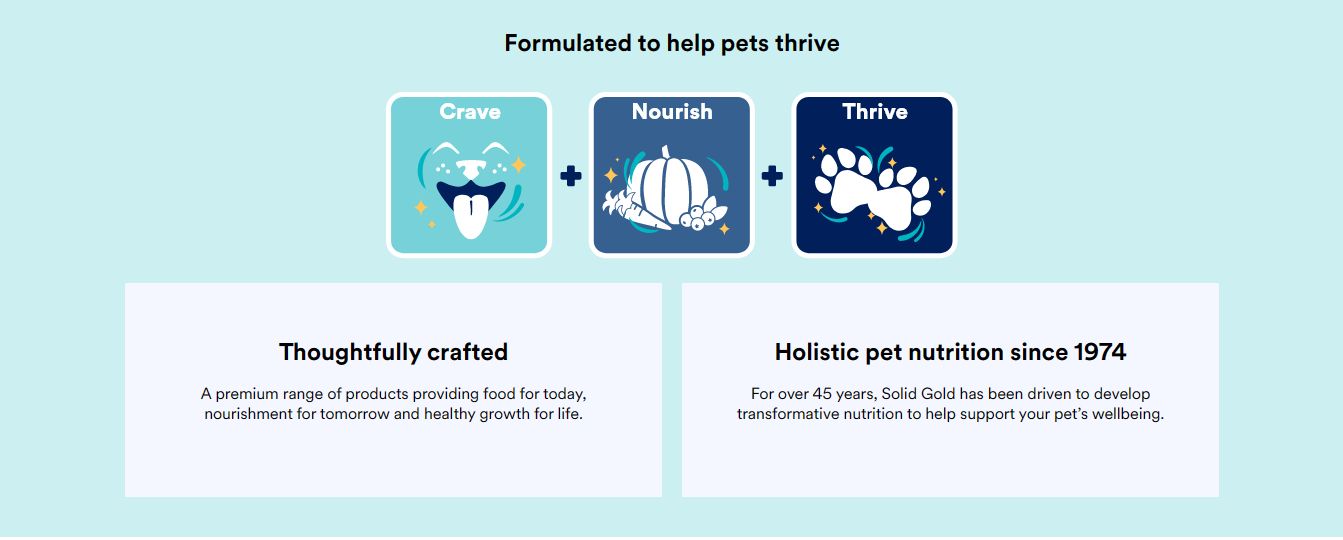 Formulated to help pets thrive
Crave
Nourish
Thrive
Thoughtfully crafted
A premium range of products providing food for today,
nourishment for tomorrow and healthy growth for life.
Holistic pet nutrition since 1974
For over 45 years, Solid Gold has been driven to develop
transformative nutrition to help support your pet’s wellbeing.